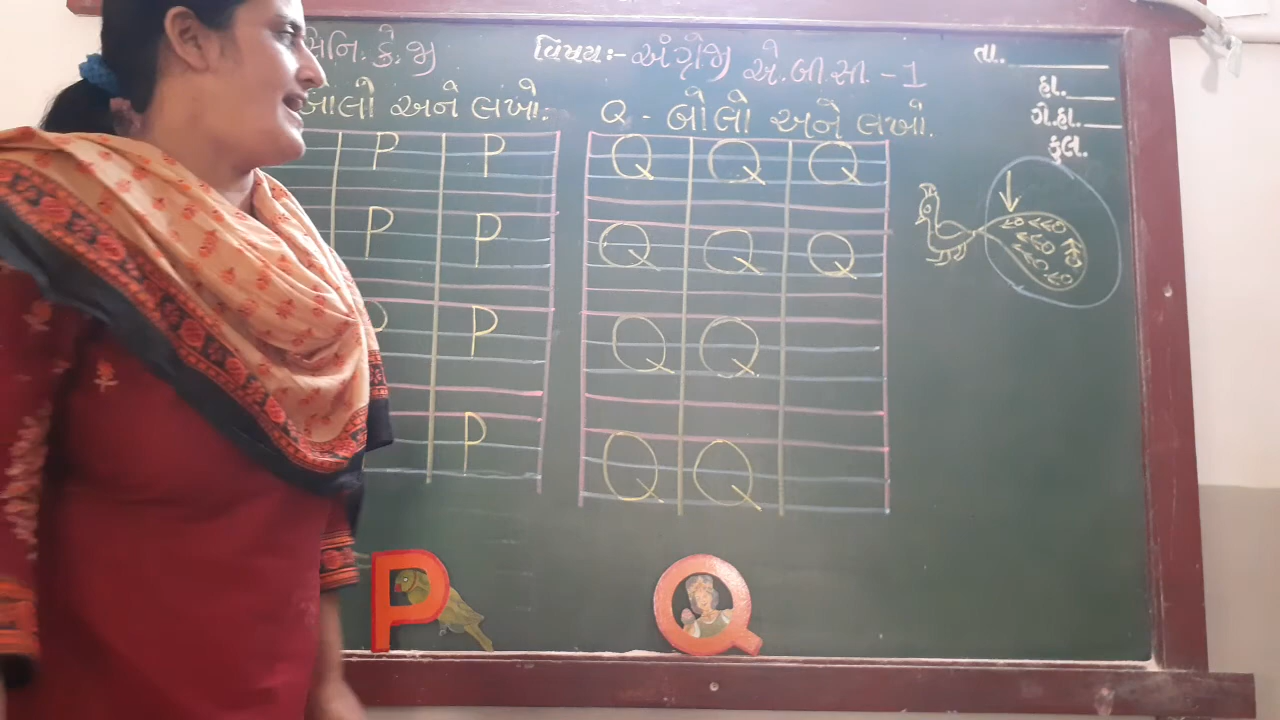 મિનિ. કે.જી
વિષય:- અંગ્રેજી એ.બી.સી. - 1
તા.
હા.
ગે.હા.
કુલ.
બોલો અને લખો:
Q - બોલો અને લખો.
P P
P P
P P
P
Q Q Q
Q Q Q
Q Q
Q Q
P
Q